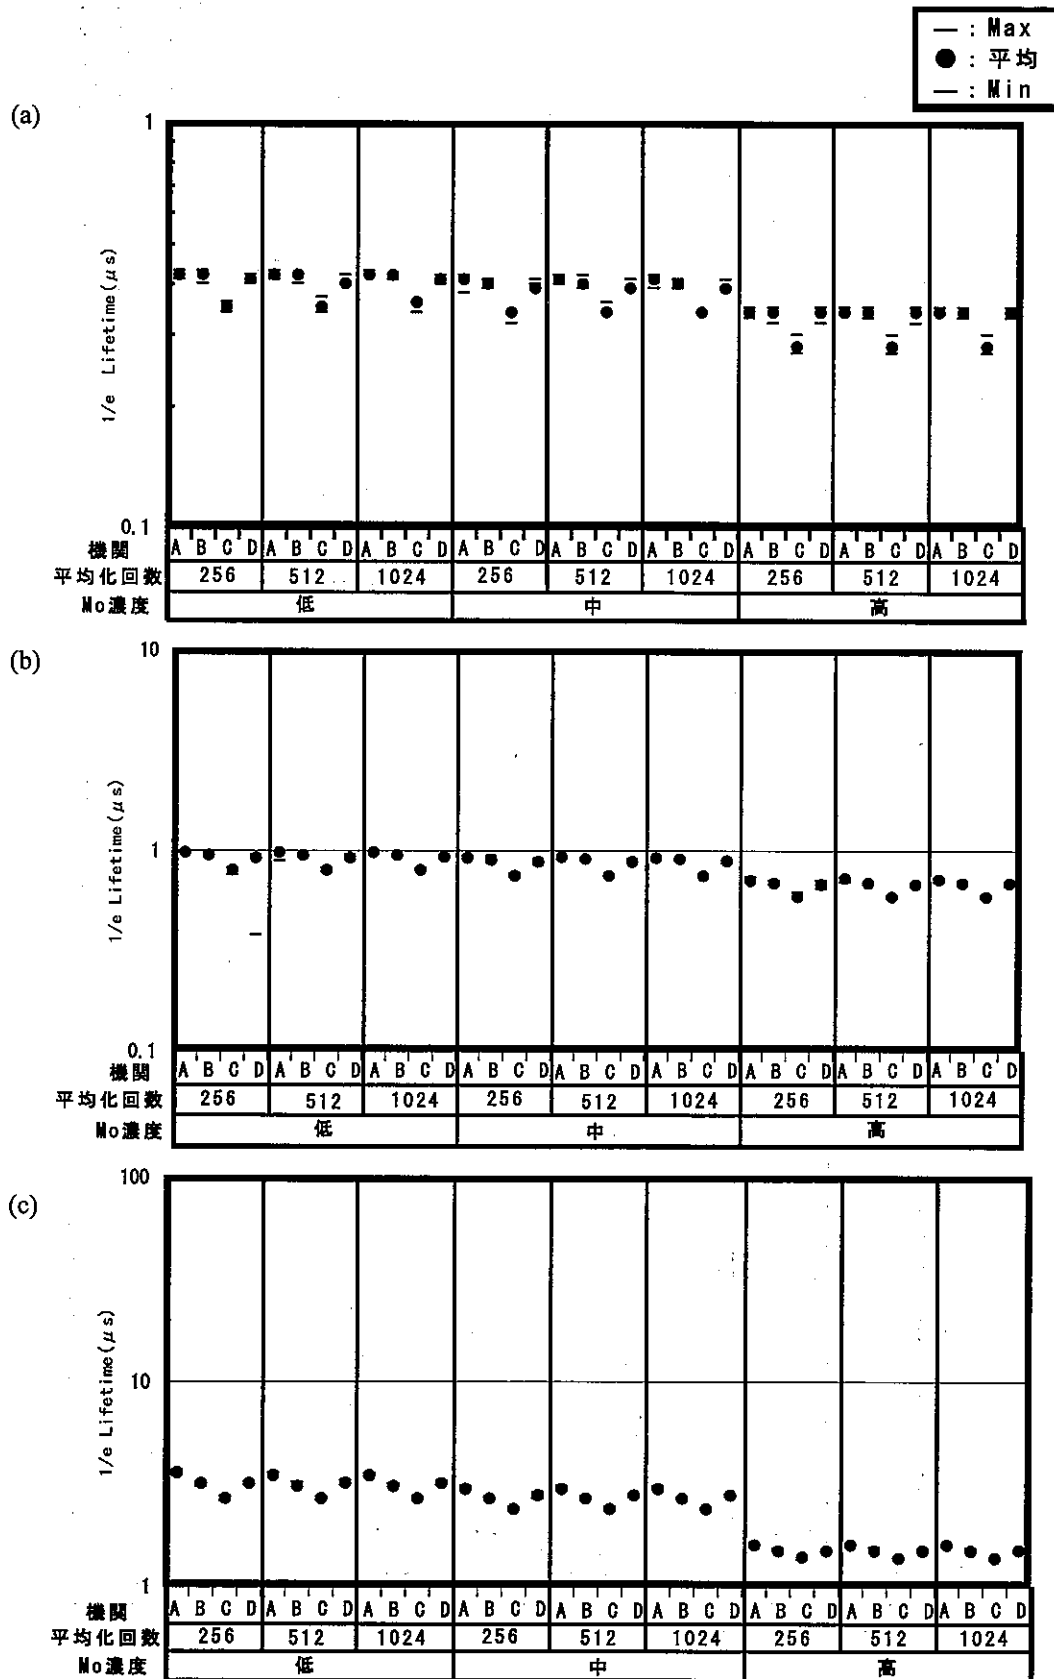 — : Max
● : 平均
— : Min
(a)
1
1/e Lifetime(μs)
0.1
機関 A B C D A B C D A B C D A B C D A B C D A B C D A B C D A B C D A B C D
平均化回数 256 512 1024 256 512 1024 256 512 1024
Mo濃度 低 中 高
(b)
10
1/e Lifetime(μs)
1
0.1
機関 A B C D A B C D A B C D A B C D A B C D A B C D A B C D A B C D A B C D
平均化回数 256 512 1024 256 512 1024 256 512 1024
Mo濃度 低 中 高
(c)
100
1/e Lifetime(μs)
10
1
機関 A B C D A B C D A B C D A B C D A B C D A B C D A B C D A B C D A B C D
平均化回数 256 512 1024 256 512 1024 256 512 1024
Mo濃度 低 中 高